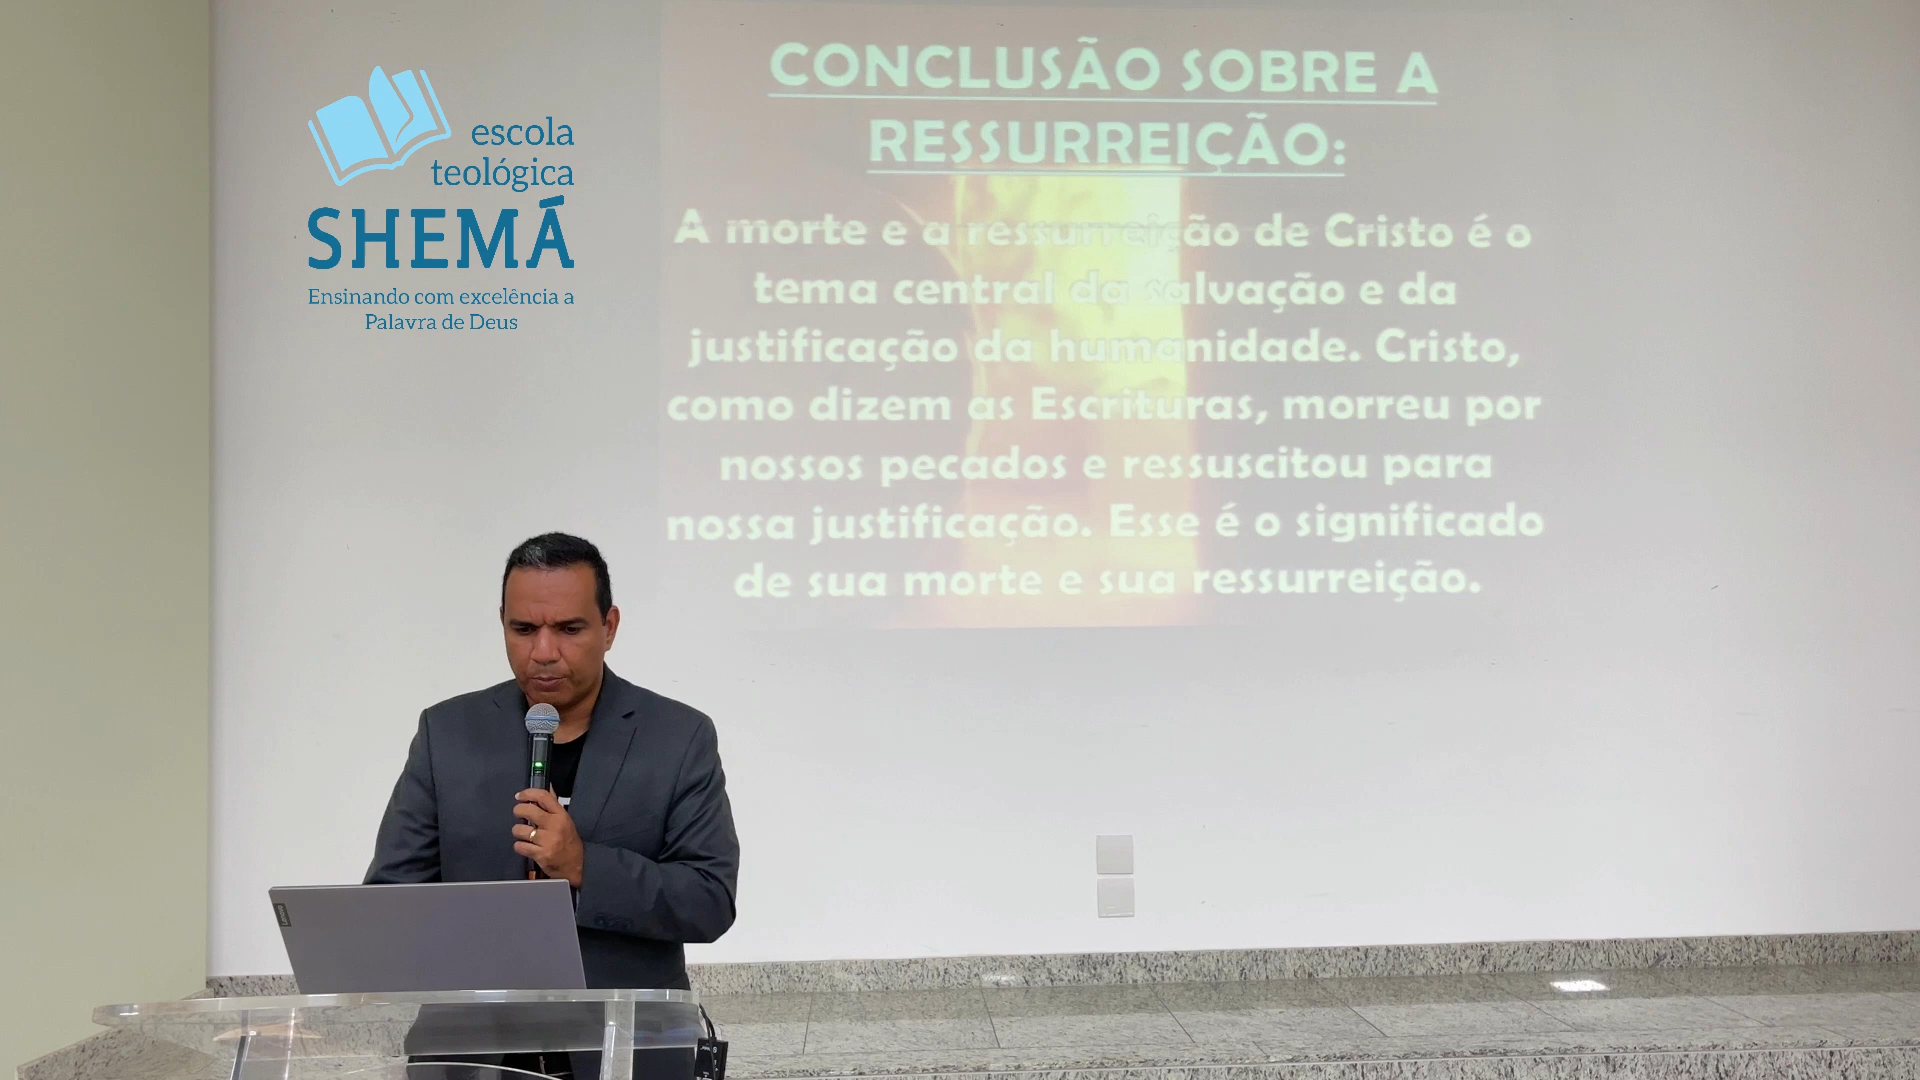 escola
teológica
SHEMÁ
Ensinando com excelência a
Palavra de Deus
CONCLUSÃO SOBRE A
RESSURREIÇÃO:
A morte e a ressurreição de Cristo é o
tema central da salvação e da
justificação da humanidade. Cristo,
como dizem as Escrituras, morreu por
nossos pecados e ressuscitou para
nossa justificação. Esse é o significado
de sua morte e sua ressurreição.
Lenovo